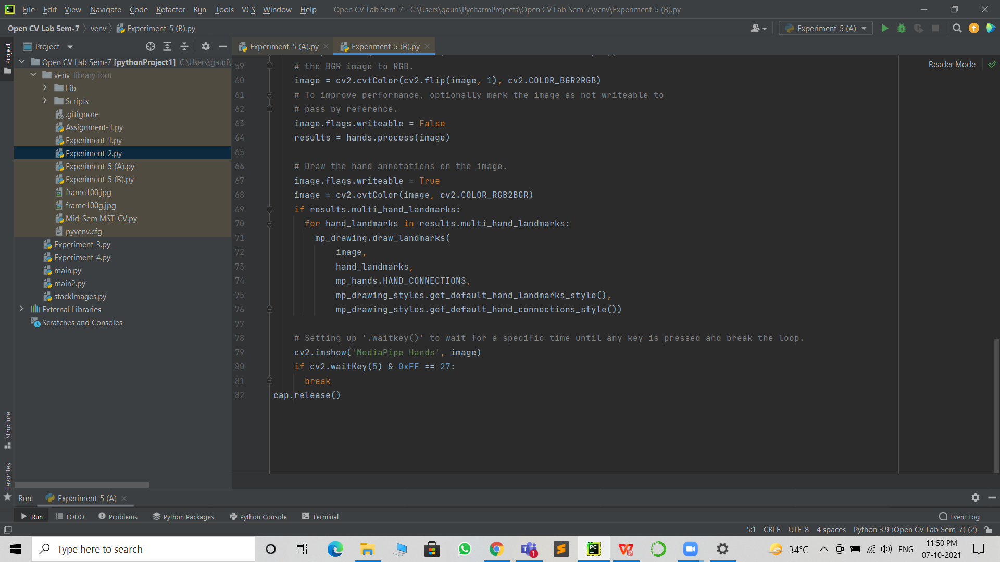 File Edit View Navigate Code Refactor Run Tools VCS Window Help Open CV Lab Sem-7 - C:\Users\gauri\PycharmProjects\Open CV Lab Sem-7\venv\Experiment-5 (B).py
Open CV Lab Sem-7 venv Experiment-5 (B).py Experiment-5 (A)
Project
Project
Experiment-5 (A).py Experiment-5 (B).py
Reader Mode
Open CV Lab Sem-7 [pythonProject1] C:\Users\gauri\
venv library root
Lib
Scripts
.gitignore
Assignment-1.py
Experiment-1.py
Experiment-2.py
Experiment-5 (A).py
Experiment-5 (B).py
frame100.jpg
frame100g.jpg
Mid-Sem MST-CV.py
pyvenv.cfg
Experiment-3.py
Experiment-4.py
main.py
main2.py
stackImages.py
External Libraries
Scratches and Consoles
59 # the BGR image to RGB.
60 image = cv2.cvtColor(cv2.flip(image, 1), cv2.COLOR_BGR2RGB)
61 # To improve performance, optionally mark the image as not writeable to
62 # pass by reference.
63 image.flags.writeable = False
64 results = hands.process(image)
65
66 # Draw the hand annotations on the image.
67 image.flags.writeable = True
68 image = cv2.cvtColor(image, cv2.COLOR_RGB2BGR)
69 if results.multi_hand_landmarks:
70 for hand_landmarks in results.multi_hand_landmarks:
71 mp_drawing.draw_landmarks(
72 image,
73 hand_landmarks,
74 mp_hands.HAND_CONNECTIONS,
75 mp_drawing_styles.get_default_hand_landmarks_style(),
76 mp_drawing_styles.get_default_hand_connections_style())
77
78 # Setting up '.waitkey()' to wait for a specific time until any key is pressed and break the loop.
79 cv2.imshow('MediaPipe Hands', image)
80 if cv2.waitKey(5) & 0xFF == 27:
81 break
82 cap.release()
Structure
Favorites
Run: Experiment-5 (A)
Run TODO Problems Python Packages Python Console Terminal Event Log
5:1 CRLF UTF-8 4 spaces Python 3.9 (Open CV Lab Sem-7) (2)
Type here to search
PC
1
34°C ENG
11:50 PM
07-10-2021